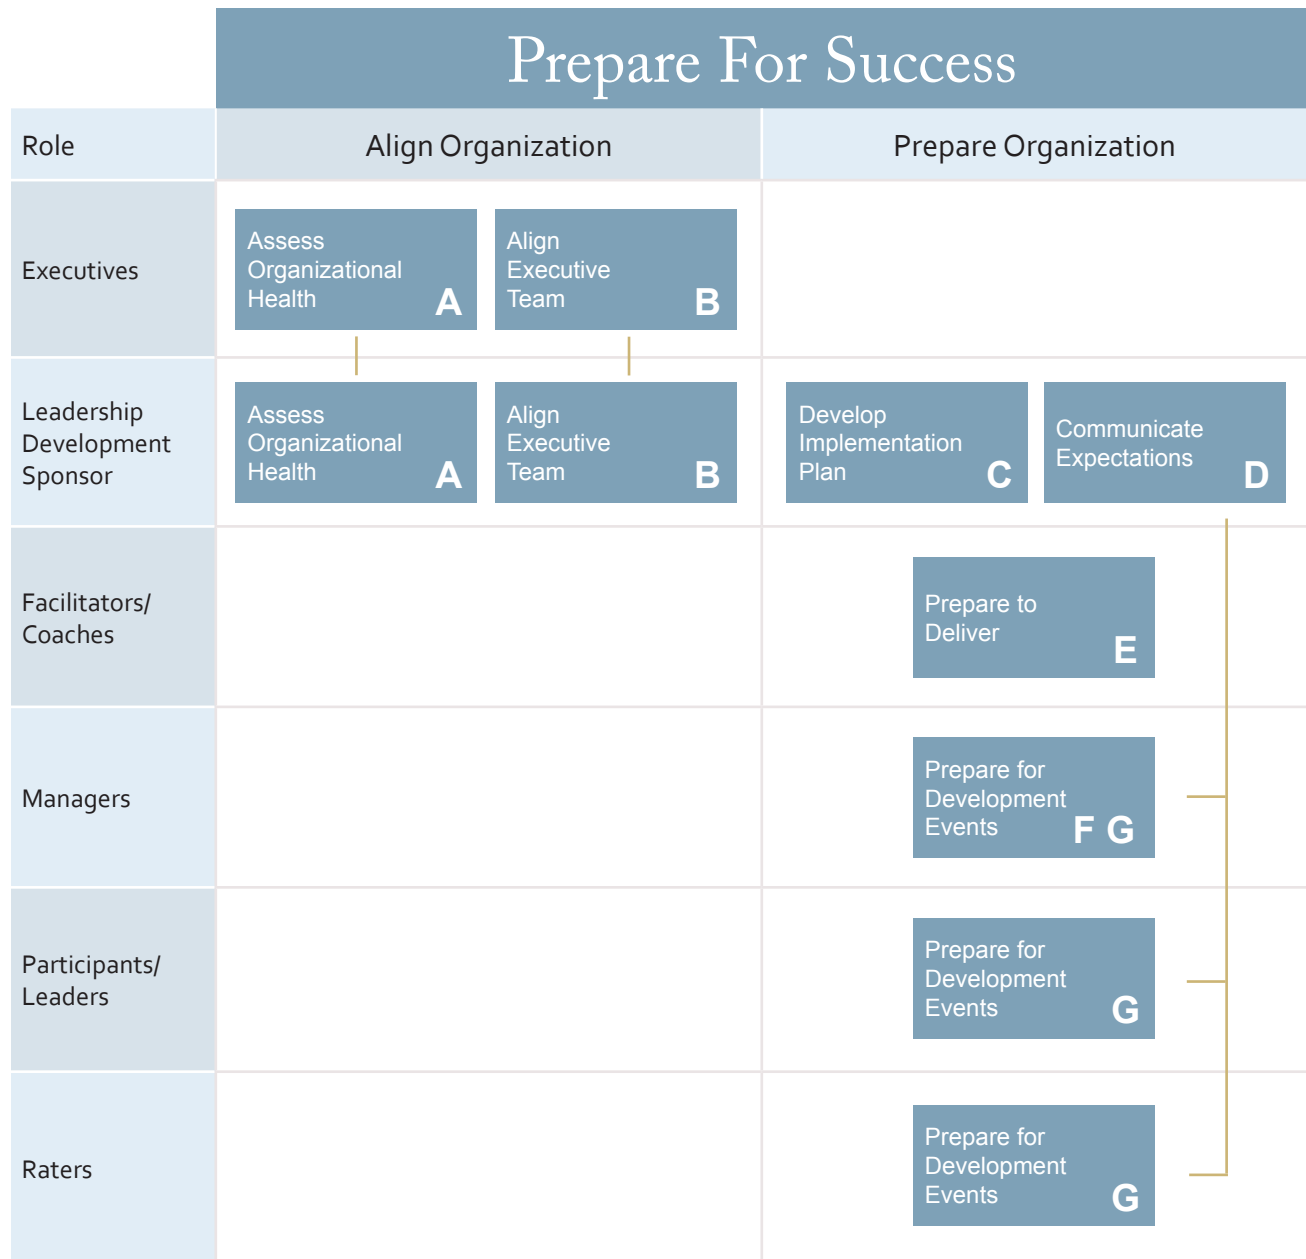 Prepare For Success
Role
Align Organization
Prepare Organization
Executives
Assess
Organizational
Health
A
Align
Executive
Team
B
Leadership
Development
Sponsor
Assess
Organizational
Health
A
Align
Executive
Team
B
Develop
Implementation
Plan
C
Communicate
Expectations
D
Facilitators/
Coaches
Prepare to
Deliver
E
Managers
Prepare for
Development
Events
F G
Participants/
Leaders
Prepare for
Development
Events
G
Raters
Prepare for
Development
Events
G